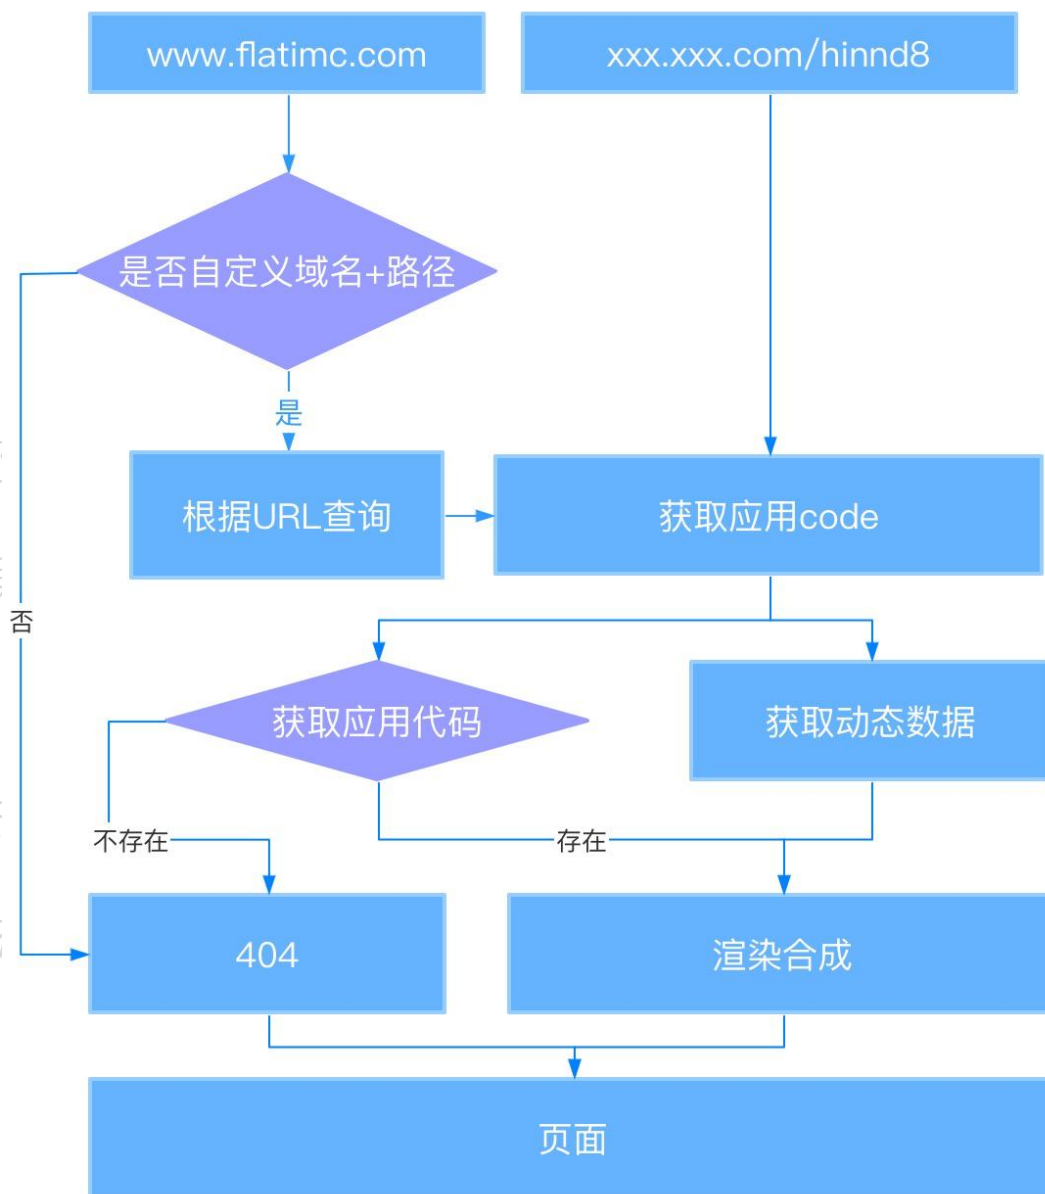 www.flatimc.com
xxx.xxx.com/hinnd8
是否自定义域名+路径
是
根据URL查询
获取应用code
否
获取应用代码
获取动态数据
不存在
存在
404
渲染合成
页面